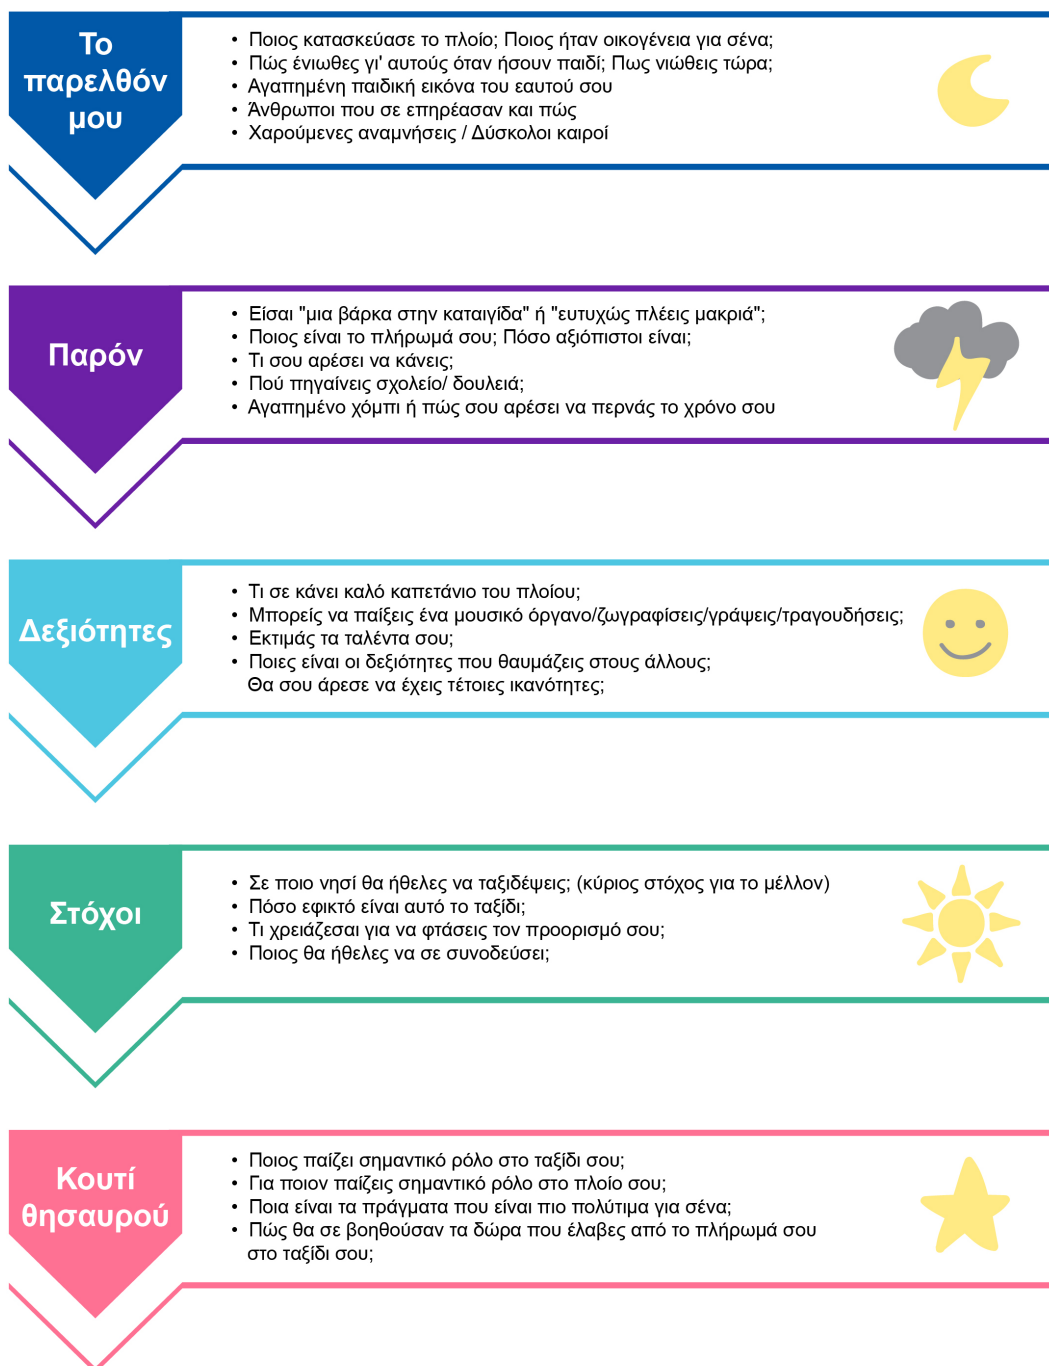 Το
παρελθόν
μου
• Ποιος κατασκεύασε το πλοίο; Ποιος ήταν οικογένεια για σένα;
• Πώς ένιωθες γι' αυτούς όταν ήσουν παιδί; Πως νιώθεις τώρα;
• Αγαπημένη παιδική εικόνα του εαυτού σου
• Άνθρωποι που σε επηρέασαν και πώς
• Χαρούμενες αναμνήσεις / Δύσκολοι καιροί
Παρόν
• Είσαι "μια βάρκα στην καταιγίδα" ή "ευτυχώς πλέεις μακριά";
• Ποιος είναι το πλήρωμά σου; Πόσο αξιόπιστοι είναι;
• Τι σου αρέσει να κάνεις;
• Πού πηγαίνεις σχολείο/ δουλειά;
• Αγαπημένο χόμπι ή πώς σου αρέσει να περνάς το χρόνο σου
Δεξιότητες
• Τι σε κάνει καλό καπετάνιο του πλοίου;
• Μπορείς να παίξεις ένα μουσικό όργανο/ζωγραφίσεις/γράψεις/τραγουδήσεις;
• Εκτιμάς τα ταλέντα σου;
• Ποιες είναι οι δεξιότητες που θαυμάζεις στους άλλους;
Θα σου άρεσε να έχεις τέτοιες ικανότητες;
Στόχοι
• Σε ποιο νησί θα ήθελες να ταξιδέψεις; (κύριος στόχος για το μέλλον)
• Πόσο εφικτό είναι αυτό το ταξίδι;
• Τι χρειάζεσαι για να φτάσεις τον προορισμό σου;
• Ποιος θα ήθελες να σε συνοδεύσει;
Κουτί
θησαυρού
• Ποιος παίζει σημαντικό ρόλο στο ταξίδι σου;
• Για ποιον παίζεις σημαντικό ρόλο στο πλοίο σου;
• Ποια είναι τα πράγματα που είναι πιο πολύτιμα για σένα;
• Πώς θα σε βοηθούσαν τα δώρα που έλαβες από το πλήρωμά σου
στο ταξίδι σου;